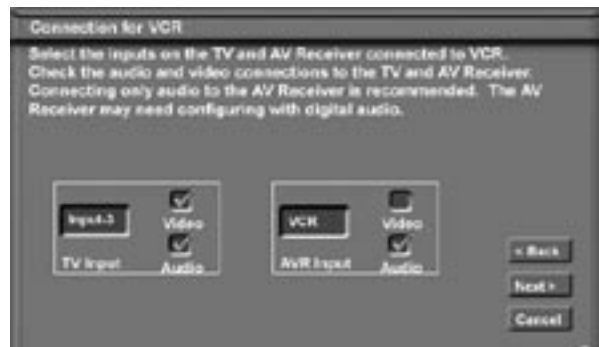 Connection for VCR
Select the inputs on the TV and AV Receiver connected to VCR.
Check the audio and video connections to the TV and AV Receiver.
Connecting only audio to the AV Receiver is recommended. The AV
Receiver may need configuring with digital audio.
Input-3
Video
TV Input
Audio
VCR
Video
AVR Input
Audio
< Back
Next >
Cancel